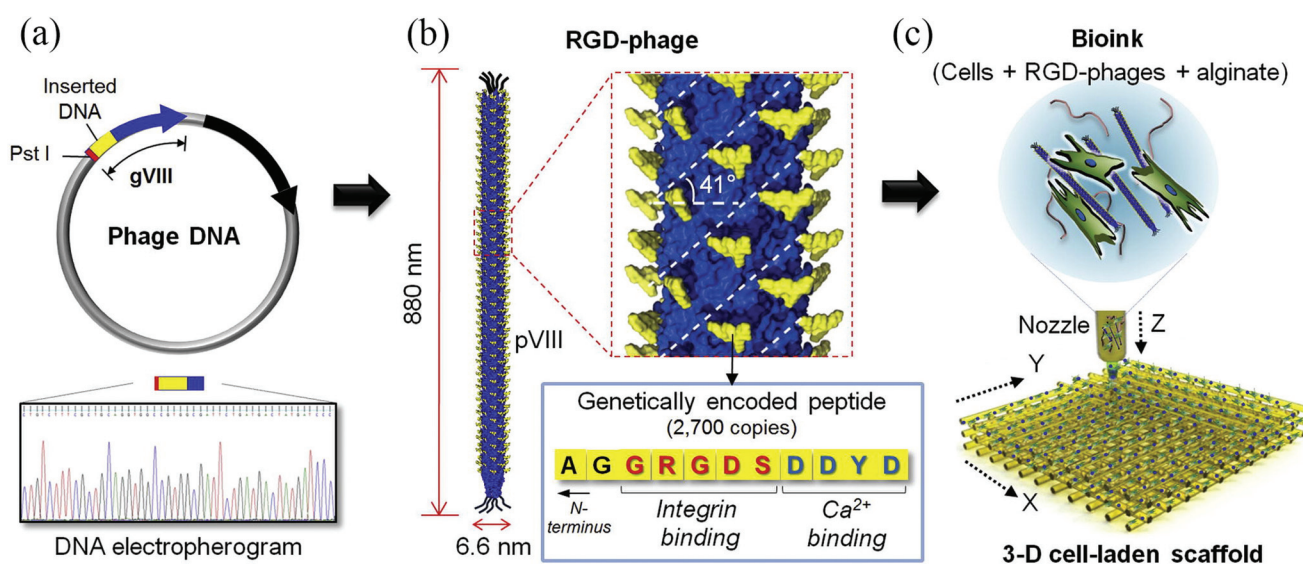 (a)
Inserted
DNA
Pst I
gVIII
Phage DNA
DNA electropherogram
(b)
RGD-phage
880 nm
6.6 nm
pVIII
41°
Genetically encoded peptide
(2,700 copies)
A G G R G D S D D Y D
N-
terminus
Integrin
binding
Ca²⁺
binding
(c)
Bioink
(Cells + RGD-phages + alginate)
Nozzle
Z
Y
X
3-D cell-laden scaffold